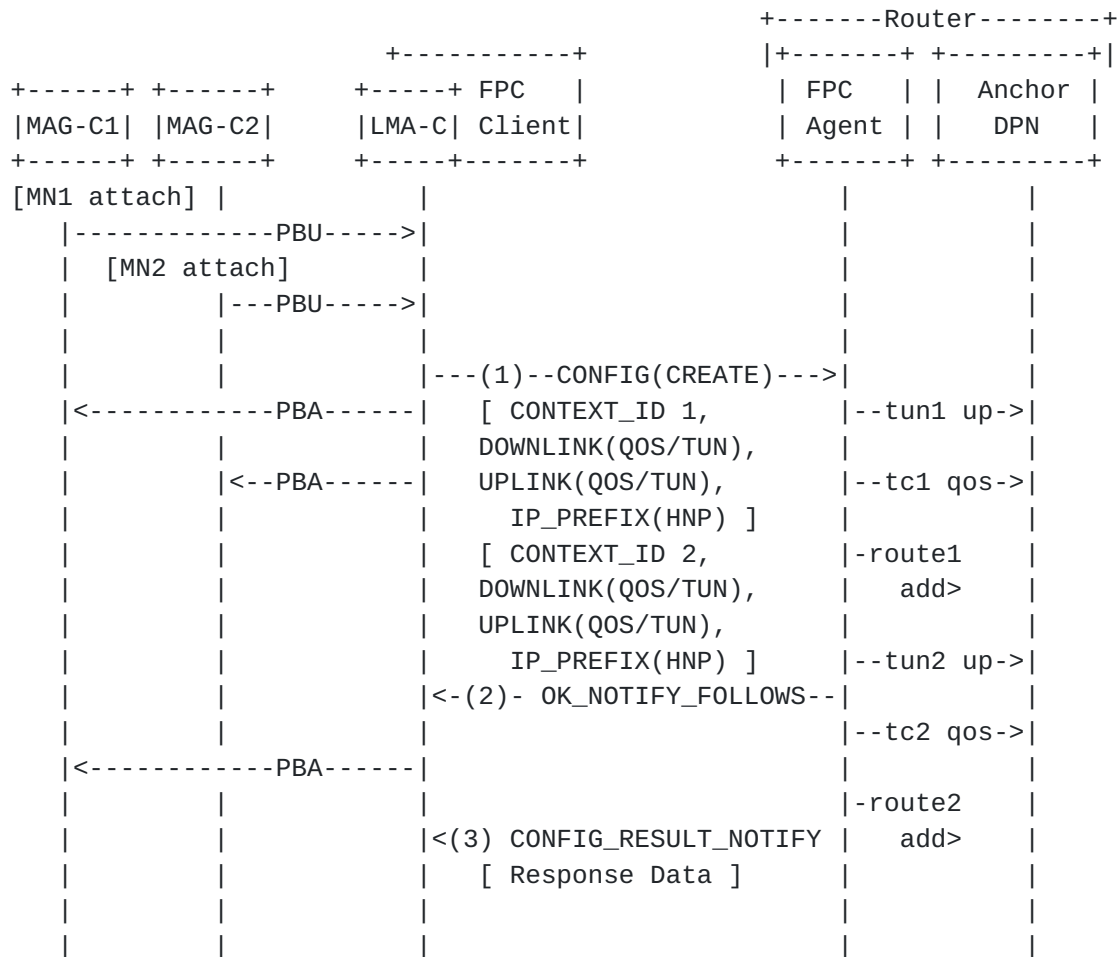 +-------Router--------+
+-----------+ |+-------+ +---------+|
+------+ +------+ +-----+ FPC | | FPC | | Anchor |
|MAG-C1| |MAG-C2| |LMA-C| Client| | Agent | | DPN |
+------+ +------+ +-----+-------+ +-------+ +---------+
[MN1 attach] | | | |
|-------------PBU----->| | |
| [MN2 attach] | | |
| |---PBU----->| | |
| | | | |
| | |---(1)--CONFIG(CREATE)--->| |
|<------------PBA------| [ CONTEXT_ID 1, |--tun1 up->|
| | | DOWNLINK(QOS/TUN), | |
| |<--PBA------| UPLINK(QOS/TUN), |--tc1 qos->|
| | | IP_PREFIX(HNP) ] | |
| | | [ CONTEXT_ID 2, |-route1 |
| | | DOWNLINK(QOS/TUN), | add> |
| | | UPLINK(QOS/TUN), | |
| | | IP_PREFIX(HNP) ] |--tun2 up->|
| | |<-(2)- OK_NOTIFY_FOLLOWS--| |
| | | |--tc2 qos->|
|<------------PBA------| | |
| | | |-route2 |
| | |<(3) CONFIG_RESULT_NOTIFY | add> |
| | | [ Response Data ] | |
| | | | |
| | | | |